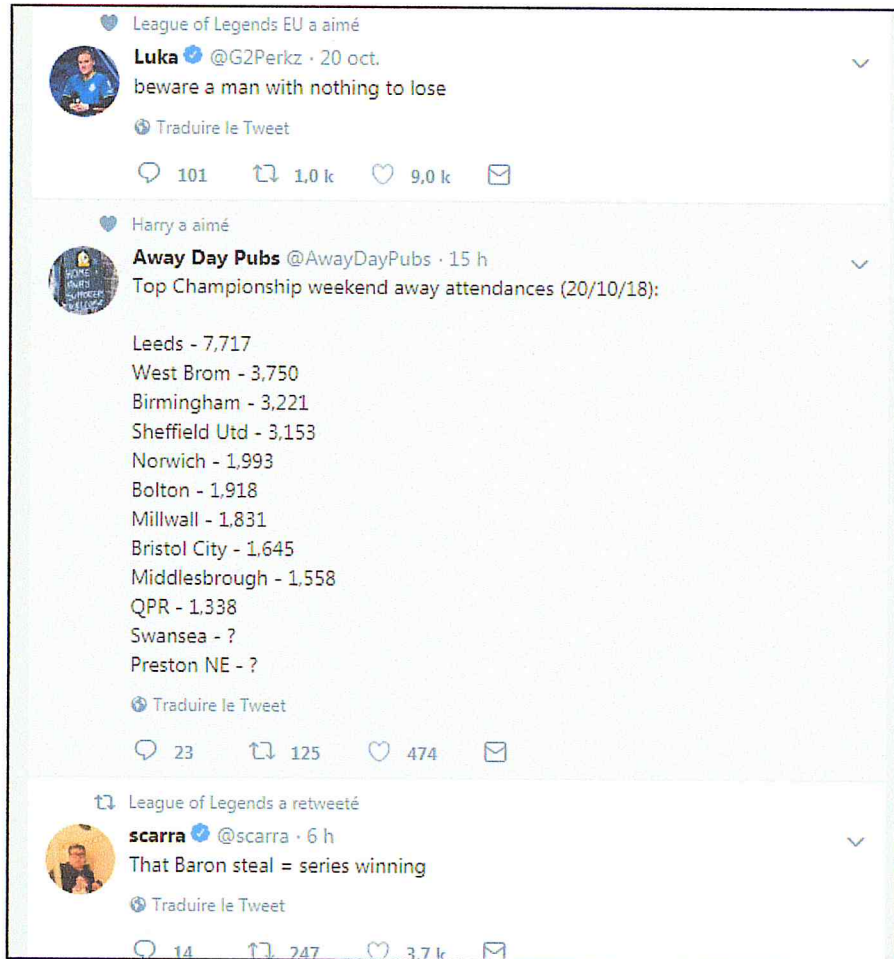 League of Legends EU a aimé
Luka @G2Perkz · 20 oct.
beware a man with nothing to lose
Traduire le Tweet
101 1,0 k 9,0 k
Harry a aimé
Away Day Pubs @AwayDayPubs · 15 h
Top Championship weekend away attendances (20/10/18):
Leeds - 7,717
West Brom - 3,750
Birmingham - 3,221
Sheffield Utd - 3,153
Norwich - 1,993
Bolton - 1,918
Millwall - 1,831
Bristol City - 1,645
Middlesbrough - 1,558
QPR - 1,338
Swansea - ?
Preston NE - ?
Traduire le Tweet
23 125 474
League of Legends a retweeté
scarra @scarra · 6 h
That Baron steal = series winning
Traduire le Tweet
14 247 3,7 k